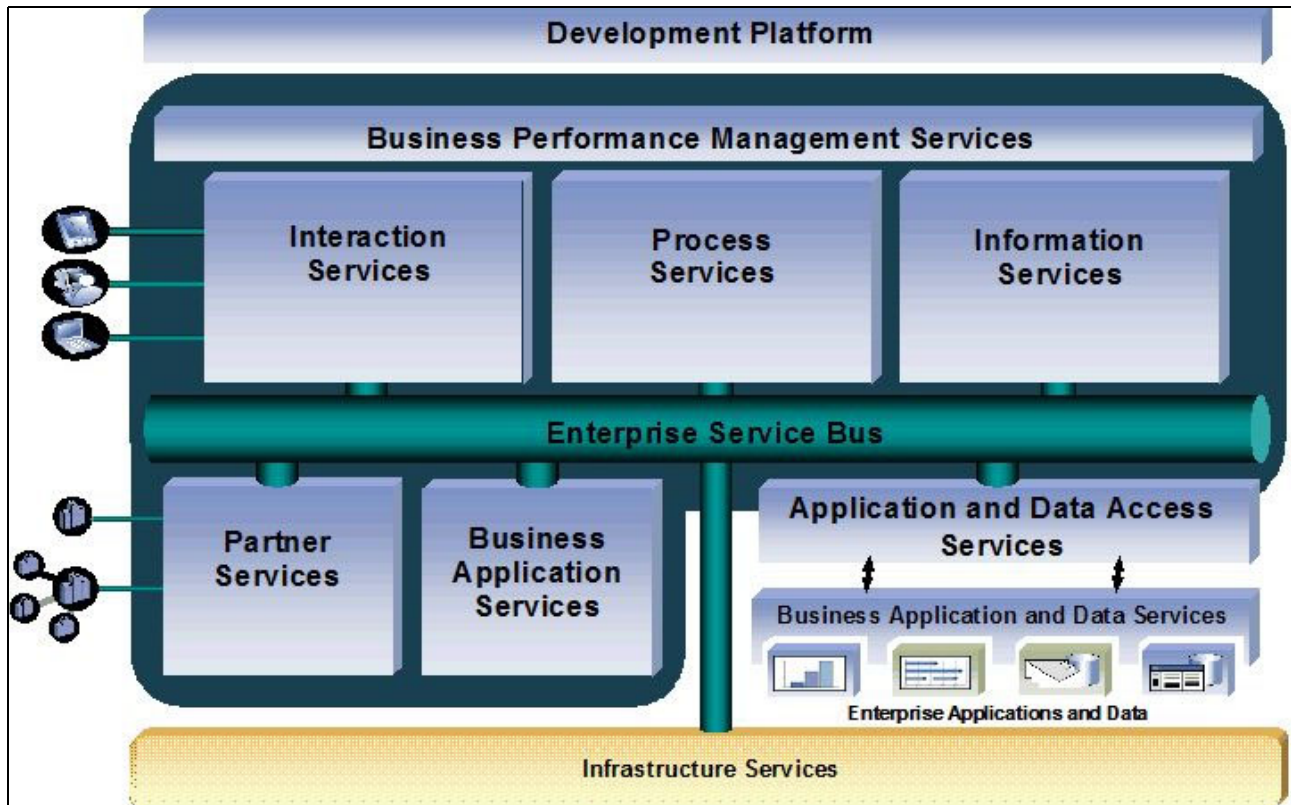 Development Platform
Business Performance Management Services
Interaction
Services
Process
Services
Information
Services
Enterprise Service Bus
Partner
Services
Business
Application
Services
Application and Data Access
Services
Business Application and Data Services
Enterprise Applications and Data
Infrastructure Services